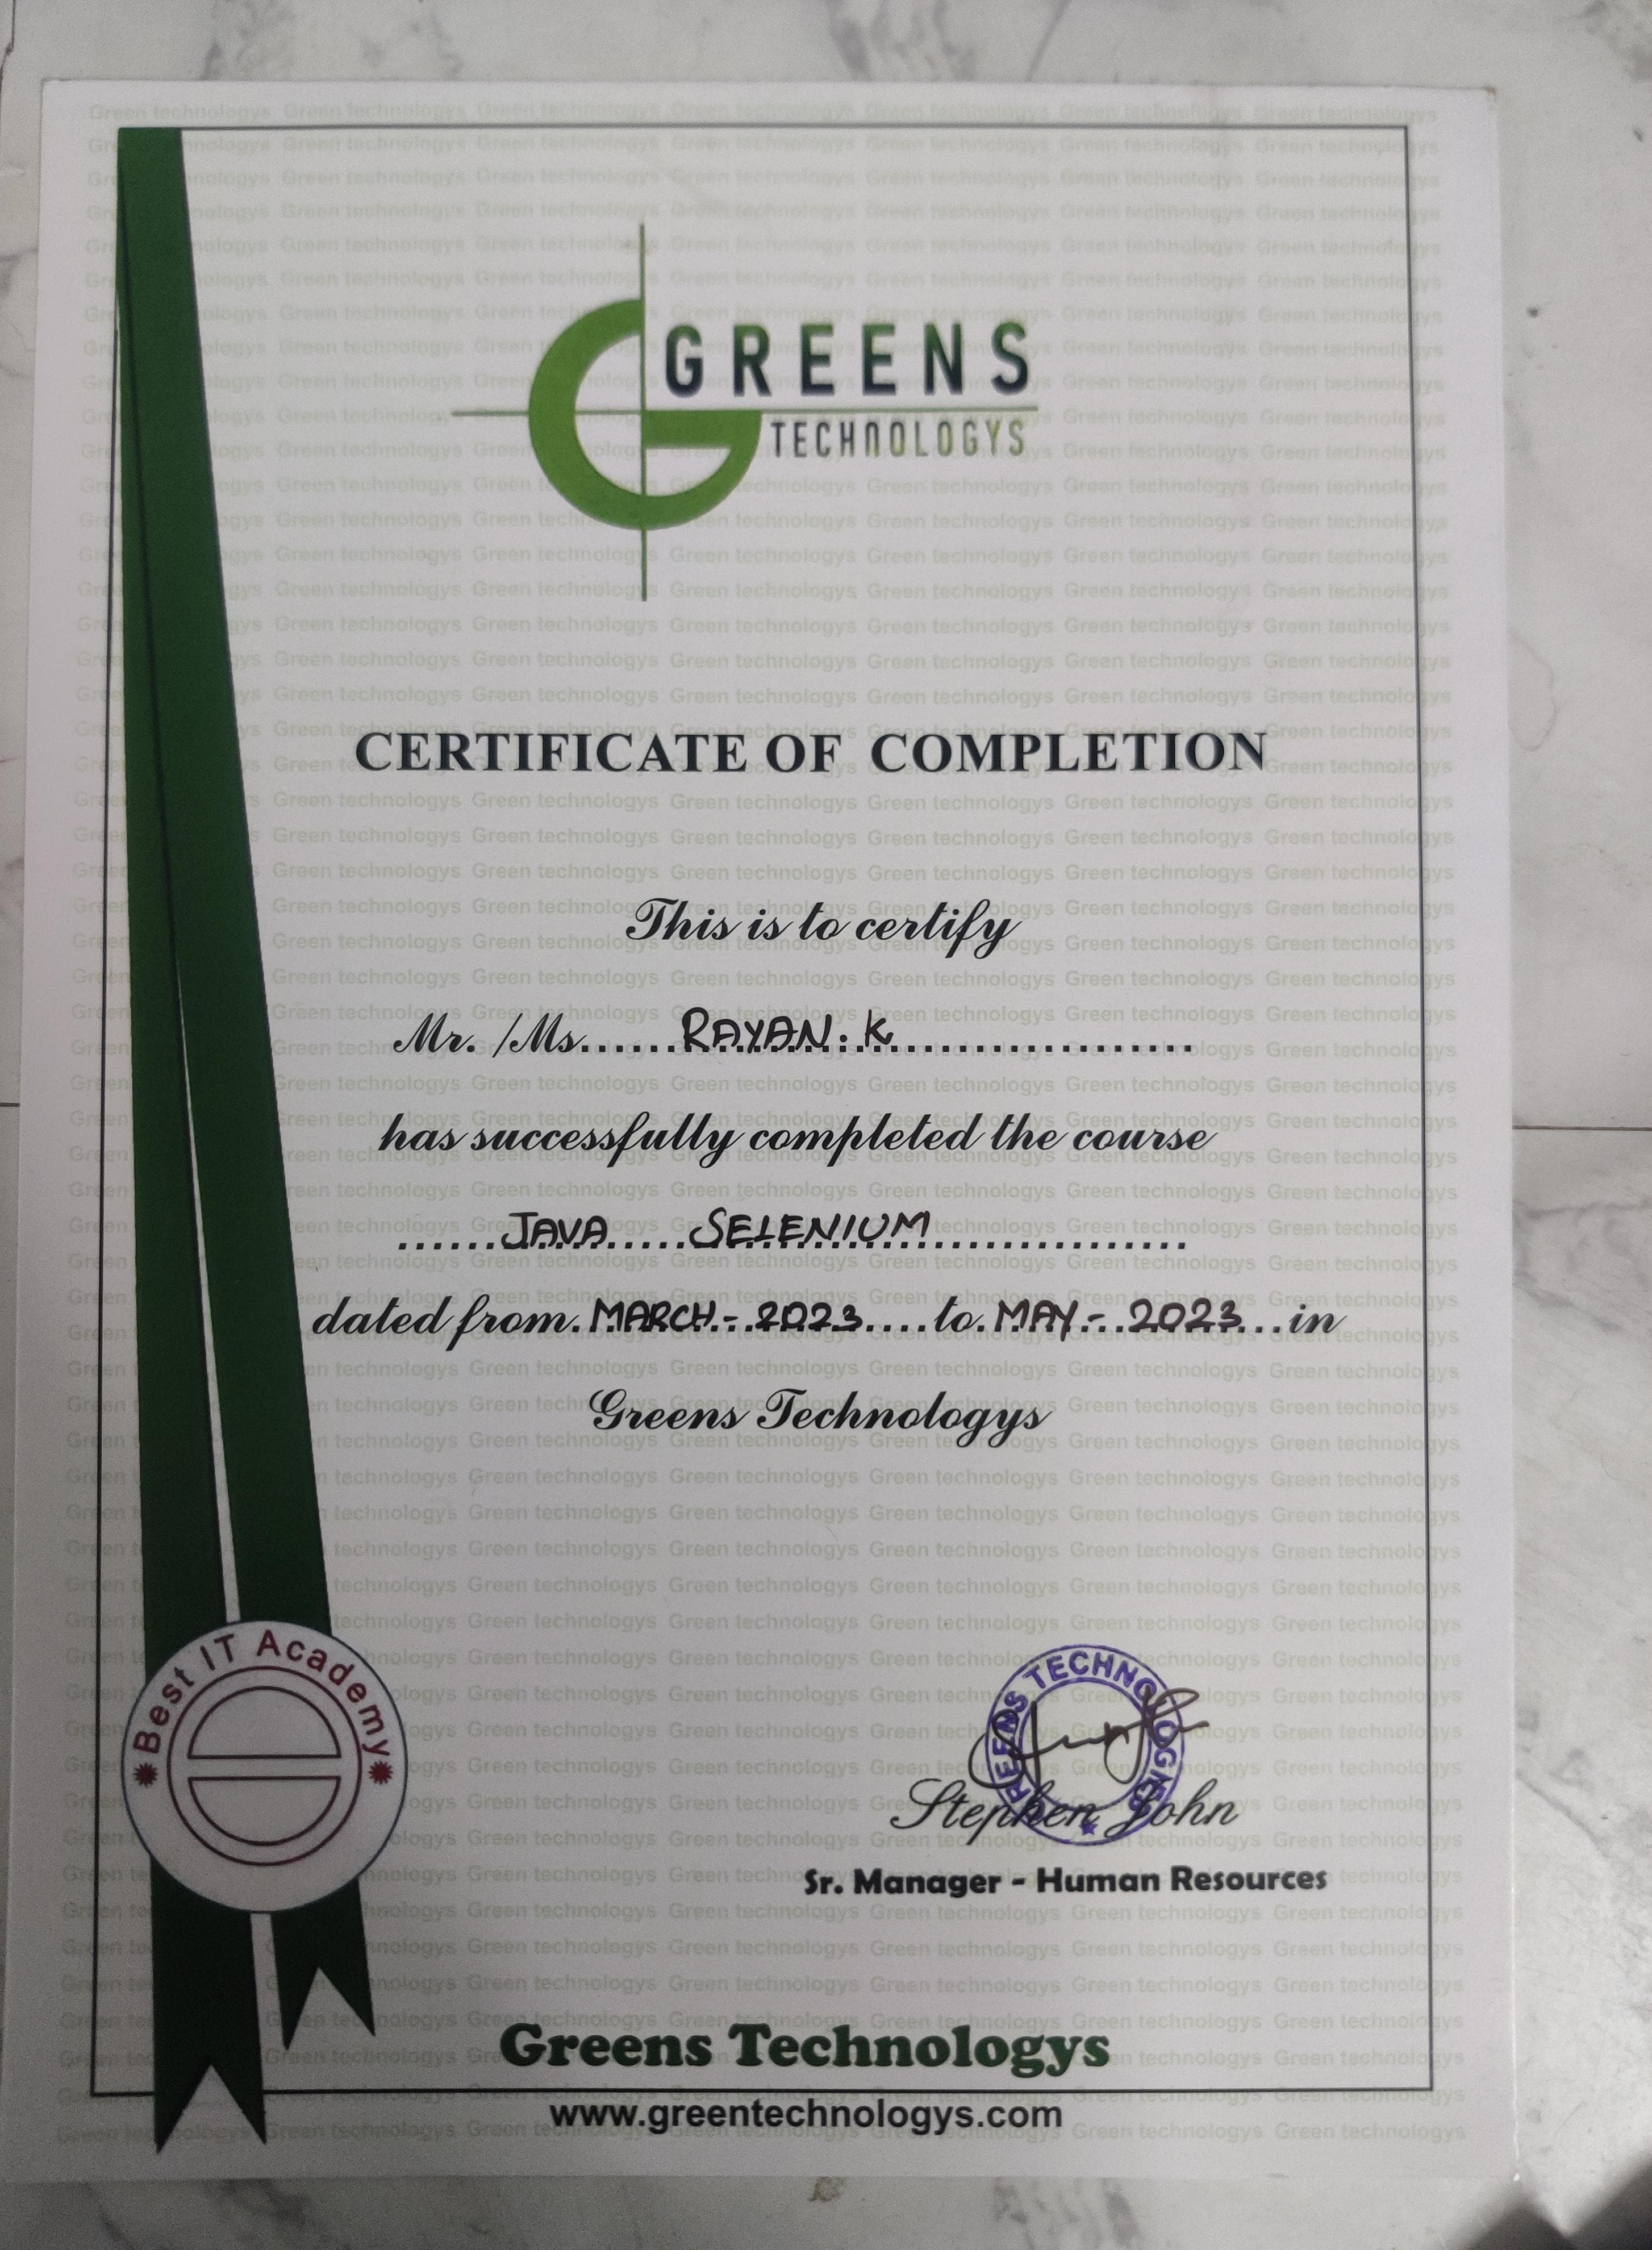 GREENS
TECHNOLOGYS
CERTIFICATE OF COMPLETION
This is to certify
Mr. /Ms......RAYAN. K....................
has successfully completed the course
......JAVA.....SELENIUM....................
dated from. MARCH - 2023....to. MAY - 2023...in
Greens Technologys
Best IT Academy
GREENS TECHNOLOGYS
Stephen John
Sr. Manager - Human Resources
Greens Technologys
www.greentechnologys.com